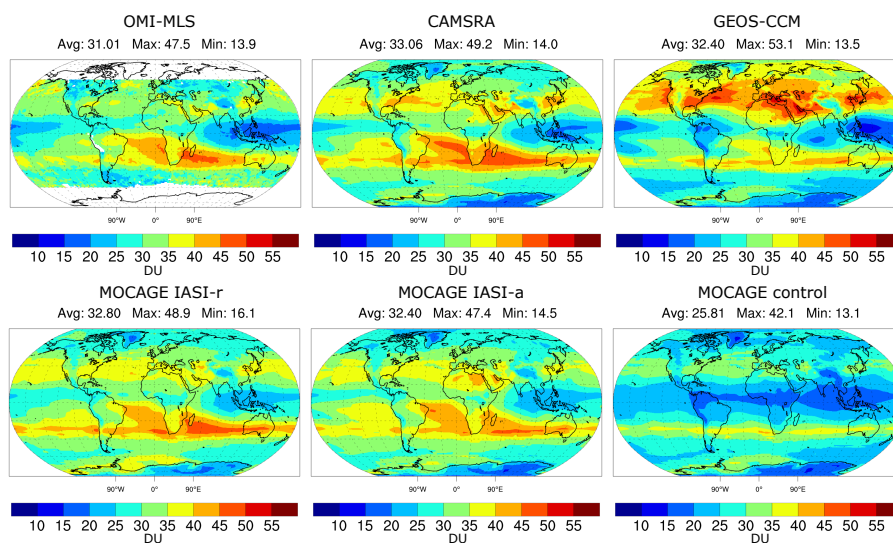 OMI-MLS CAMSRA GEOS-CCM
Avg: 31.01 Max: 47.5 Min: 13.9 Avg: 33.06 Max: 49.2 Min: 14.0 Avg: 32.40 Max: 53.1 Min: 13.5
90°W 0° 90°E 90°W 0° 90°E 90°W 0° 90°E
10 15 20 25 30 35 40 45 50 55 10 15 20 25 30 35 40 45 50 55 10 15 20 25 30 35 40 45 50 55
DU DU DU
MOCAGE IASI-r MOCAGE IASI-a MOCAGE control
Avg: 32.80 Max: 48.9 Min: 16.1 Avg: 32.40 Max: 47.4 Min: 14.5 Avg: 25.81 Max: 42.1 Min: 13.1
90°W 0° 90°E 90°W 0° 90°E 90°W 0° 90°E
10 15 20 25 30 35 40 45 50 55 10 15 20 25 30 35 40 45 50 55 10 15 20 25 30 35 40 45 50 55
DU DU DU